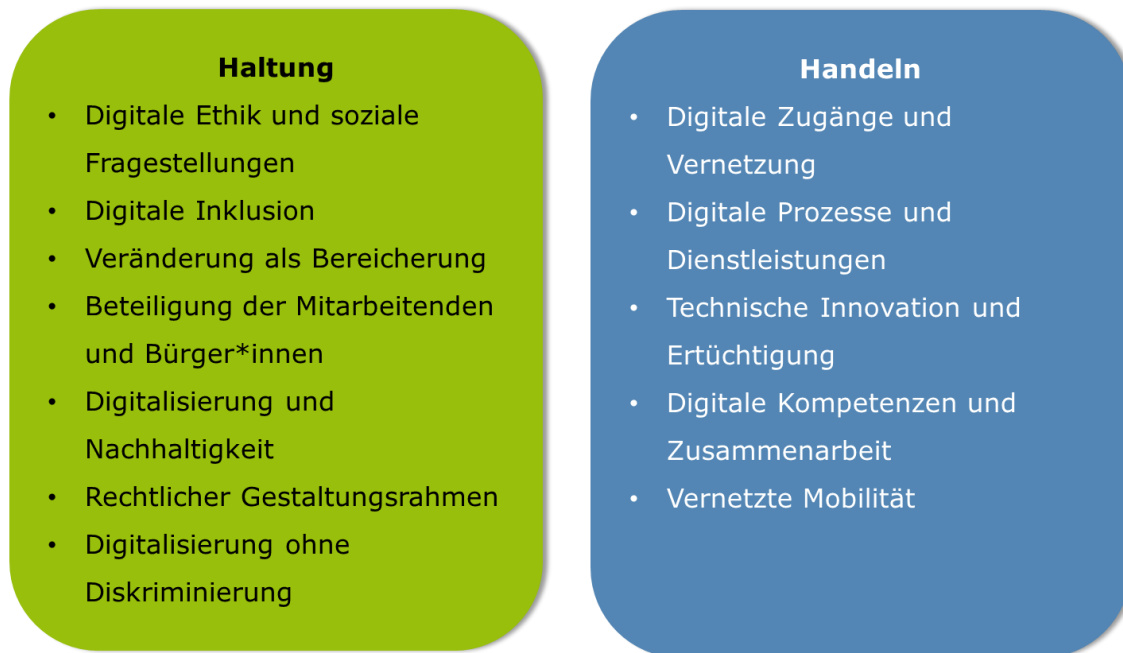 Haltung
• Digitale Ethik und soziale
Fragestellungen
• Digitale Inklusion
• Veränderung als Bereicherung
• Beteiligung der Mitarbeitenden
und Bürger*innen
• Digitalisierung und
Nachhaltigkeit
• Rechtlicher Gestaltungsrahmen
• Digitalisierung ohne
Diskriminierung
Handeln
• Digitale Zugänge und
Vernetzung
• Digitale Prozesse und
Dienstleistungen
• Technische Innovation und
Ertüchtigung
• Digitale Kompetenzen und
Zusammenarbeit
• Vernetzte Mobilität